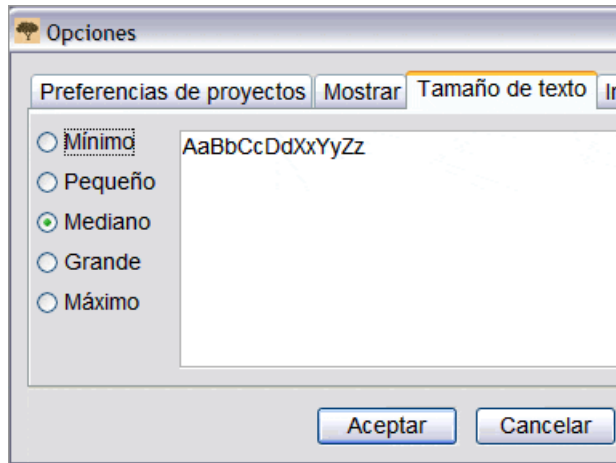 Opciones
Preferencias de proyectos Mostrar Tamaño de texto
Mínimo
AaBbCcDdXxYyZz
Pequeño
Mediano
Grande
Máximo
Aceptar Cancelar